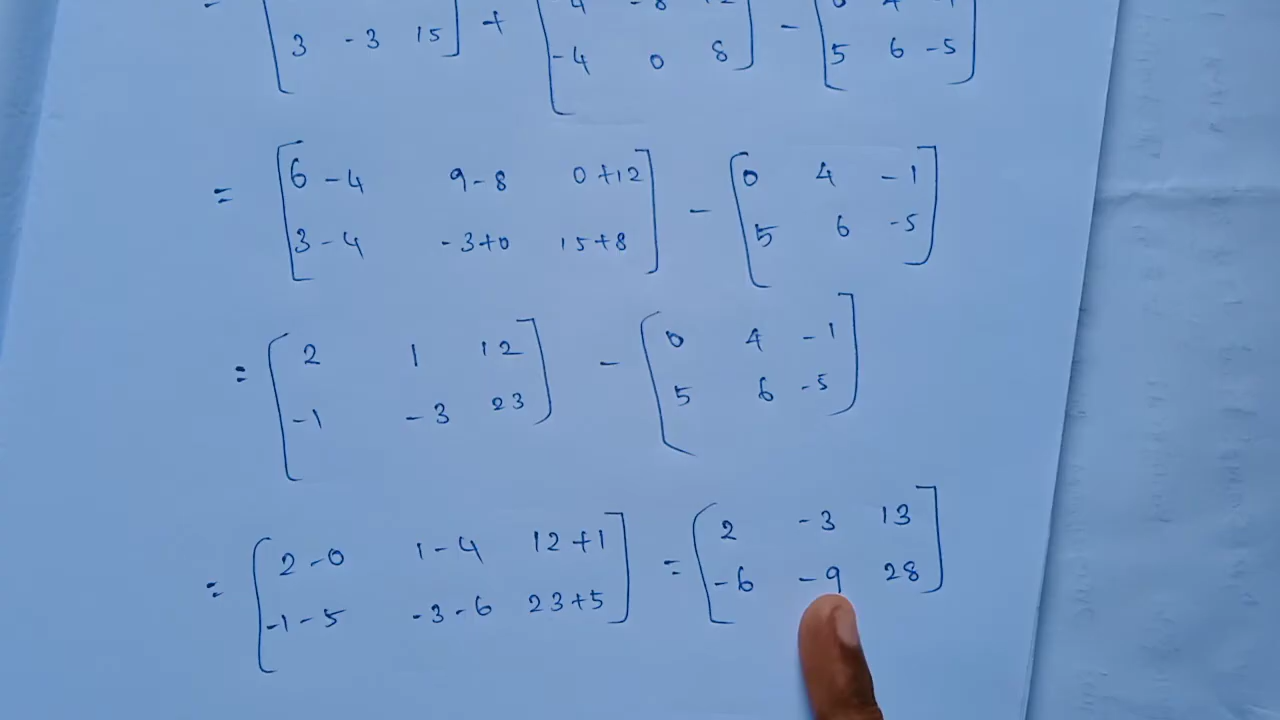 3 -3 15] + -4 0 8] - 5 6 -5]
= [6-4 9-8 0+12] - [0 4 -1]
[3-4 -3+0 15+8] [5 6 -5]
= [2 1 12] - [0 4 -1]
[-1 -3 23] [5 6 -5]
= [2-0 1-4 12+1] = [2 -3 13]
[-1-5 -3-6 23+5] [-6 -9 28]